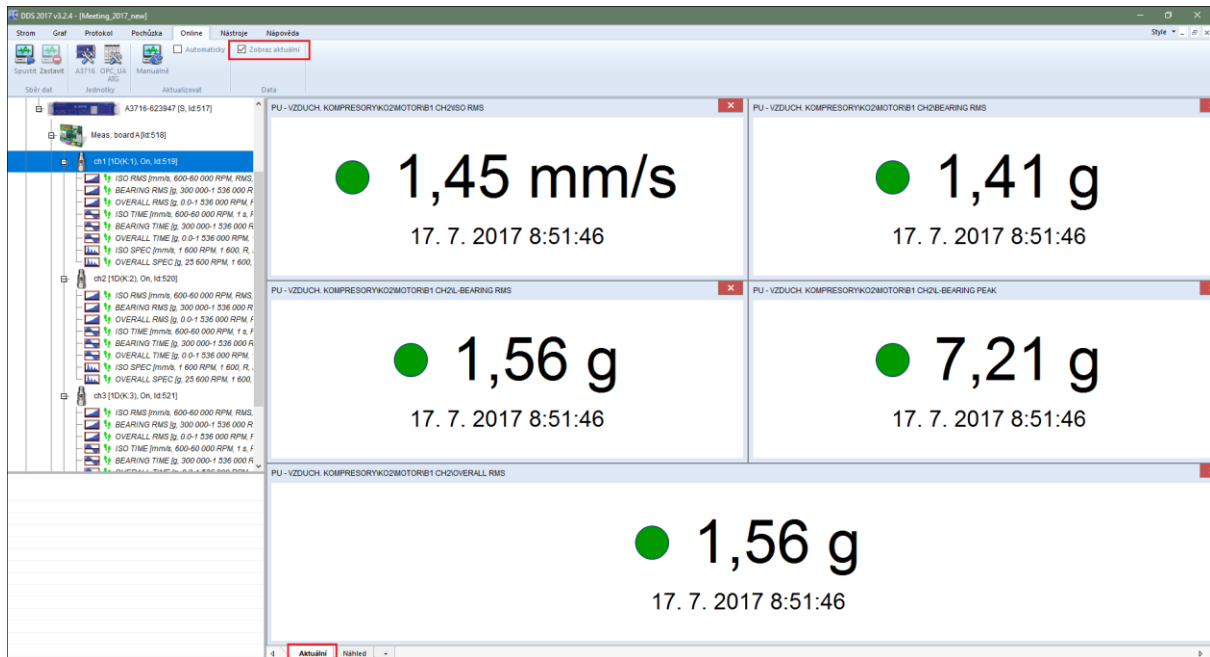 DDS 2017 v3.2.4 - [Meeting_2017_new]
Strom Graf Protokol Pochůzka Online Nástroje Nápověda Style
Spustit Zastavit A3716 OPC_UA ATG Manuálně Automaticky Zobraz aktuální
Sběr dat Jednotky Aktualizovat Data
A3716-623947 [S, Id:517]
Meas. board A[Id:518]
ch1 [1D(K:1), On, Id:519]
ISO RMS [mm/s, 600-60 000 RPM, RMS,
BEARING RMS [g, 300 000-1 536 000 R
OVERALL RMS [g, 0.0-1 536 000 RPM, F
ISO TIME [mm/s, 600-60 000 RPM, 1 s, F
BEARING TIME [g, 300 000-1 536 000 R
OVERALL TIME [g, 0.0-1 536 000 RPM,
ISO SPEC [mm/s, 1 600 RPM, 1 600, R,
OVERALL SPEC [g, 25 600 RPM, 1 600,
ch2 [1D(K:2), On, Id:520]
ISO RMS [mm/s, 600-60 000 RPM, RMS,
BEARING RMS [g, 300 000-1 536 000 R
OVERALL RMS [g, 0.0-1 536 000 RPM, F
ISO TIME [mm/s, 600-60 000 RPM, 1 s, F
BEARING TIME [g, 300 000-1 536 000 R
OVERALL TIME [g, 0.0-1 536 000 RPM,
ISO SPEC [mm/s, 1 600 RPM, 1 600, R,
OVERALL SPEC [g, 25 600 RPM, 1 600,
ch3 [1D(K:3), On, Id:521]
ISO RMS [mm/s, 600-60 000 RPM, RMS,
BEARING RMS [g, 300 000-1 536 000 R
OVERALL RMS [g, 0.0-1 536 000 RPM, F
ISO TIME [mm/s, 600-60 000 RPM, 1 s, F
BEARING TIME [g, 300 000-1 536 000 R
PU - VZDUCH. KOMPRESORY\KO2\MOTOR\B1 CH2\ISO RMS
1,45 mm/s
17. 7. 2017 8:51:46
PU - VZDUCH. KOMPRESORY\KO2\MOTOR\B1 CH2\BEARING RMS
1,41 g
17. 7. 2017 8:51:46
PU - VZDUCH. KOMPRESORY\KO2\MOTOR\B1 CH2\L-BEARING RMS
1,56 g
17. 7. 2017 8:51:46
PU - VZDUCH. KOMPRESORY\KO2\MOTOR\B1 CH2\L-BEARING PEAK
7,21 g
17. 7. 2017 8:51:46
PU - VZDUCH. KOMPRESORY\KO2\MOTOR\B1 CH2\OVERALL RMS
1,56 g
17. 7. 2017 8:51:46
Aktuální Náhled +